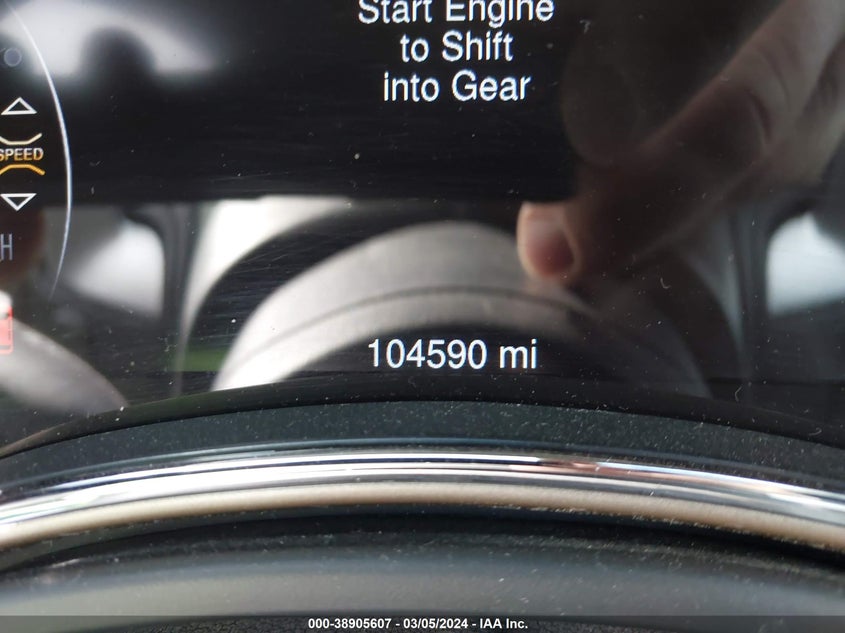 Start Engine
to Shift
into Gear
SPEED
104590 mi
000-38905607 - 03/05/2024 - IAA Inc.